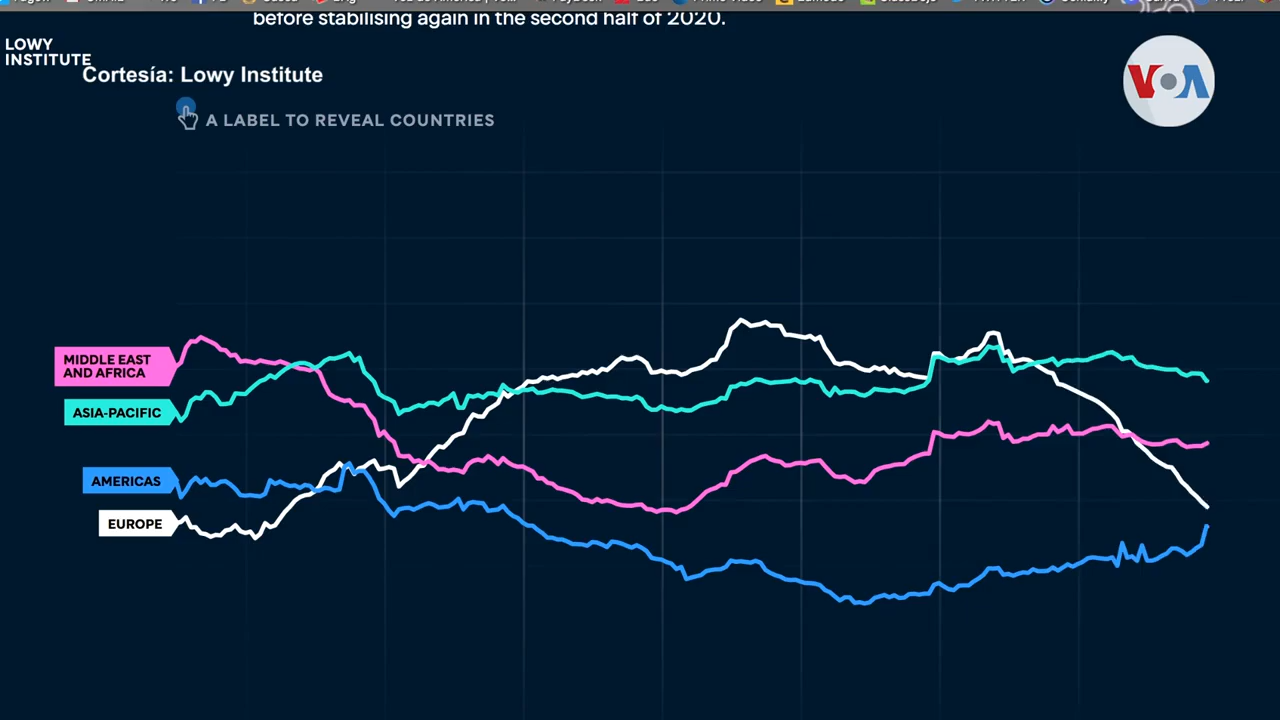 before stabilising again in the second half of 2020.
LOWY
INSTITUTE
Cortesía: Lowy Institute
VOA
A LABEL TO REVEAL COUNTRIES
MIDDLE EAST
AND AFRICA
ASIA-PACIFIC
AMERICAS
EUROPE